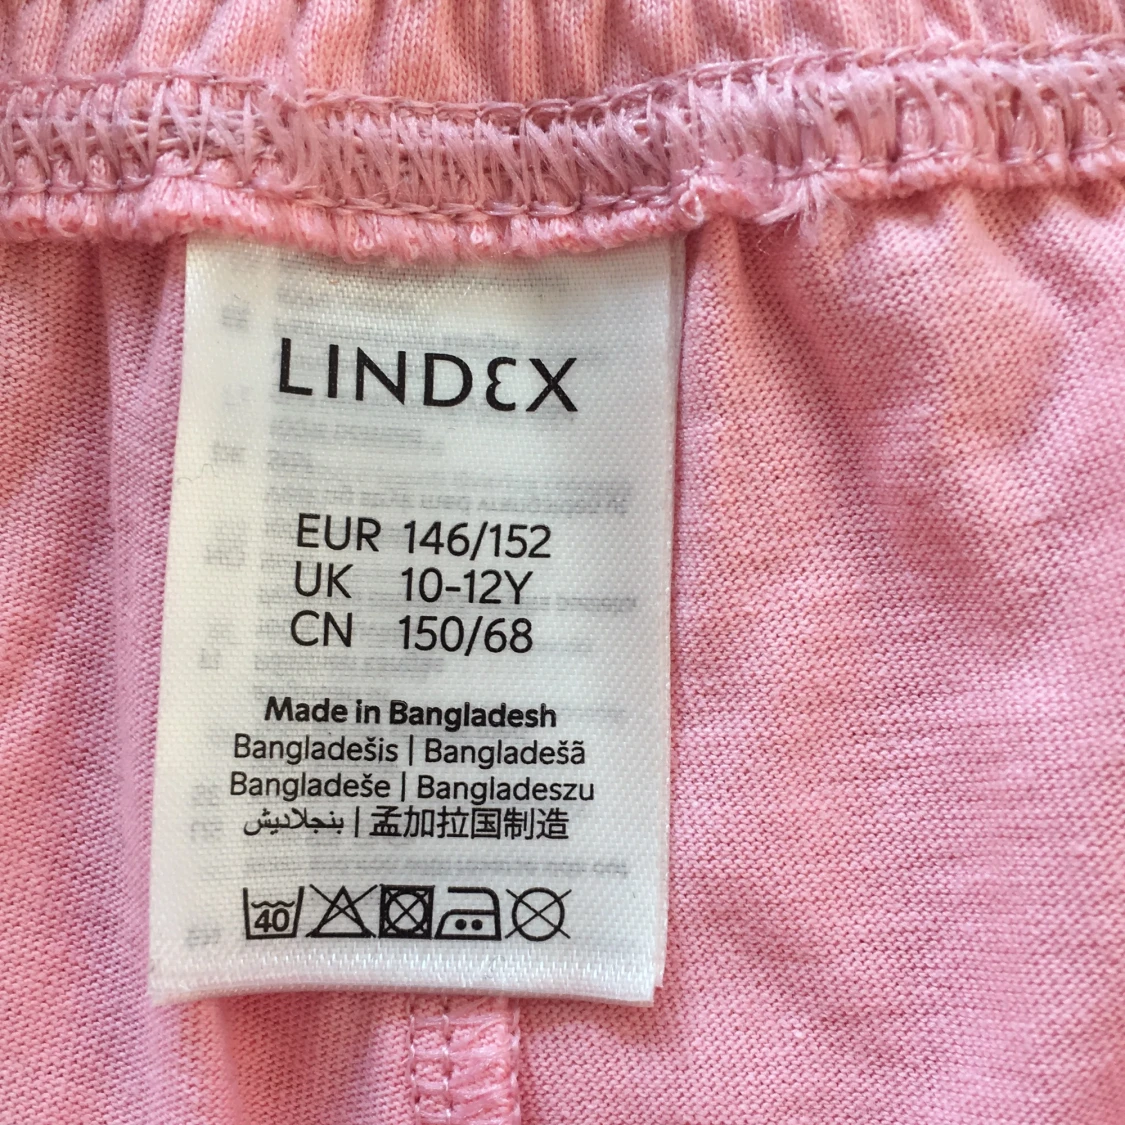 LINDEX
EUR 146/152
UK 10-12Y
CN 150/68
Made in Bangladesh
Bangladešis | Bangladešā
Bangladeše | Bangladeszu
بنجلاديش | 孟加拉国制造
40